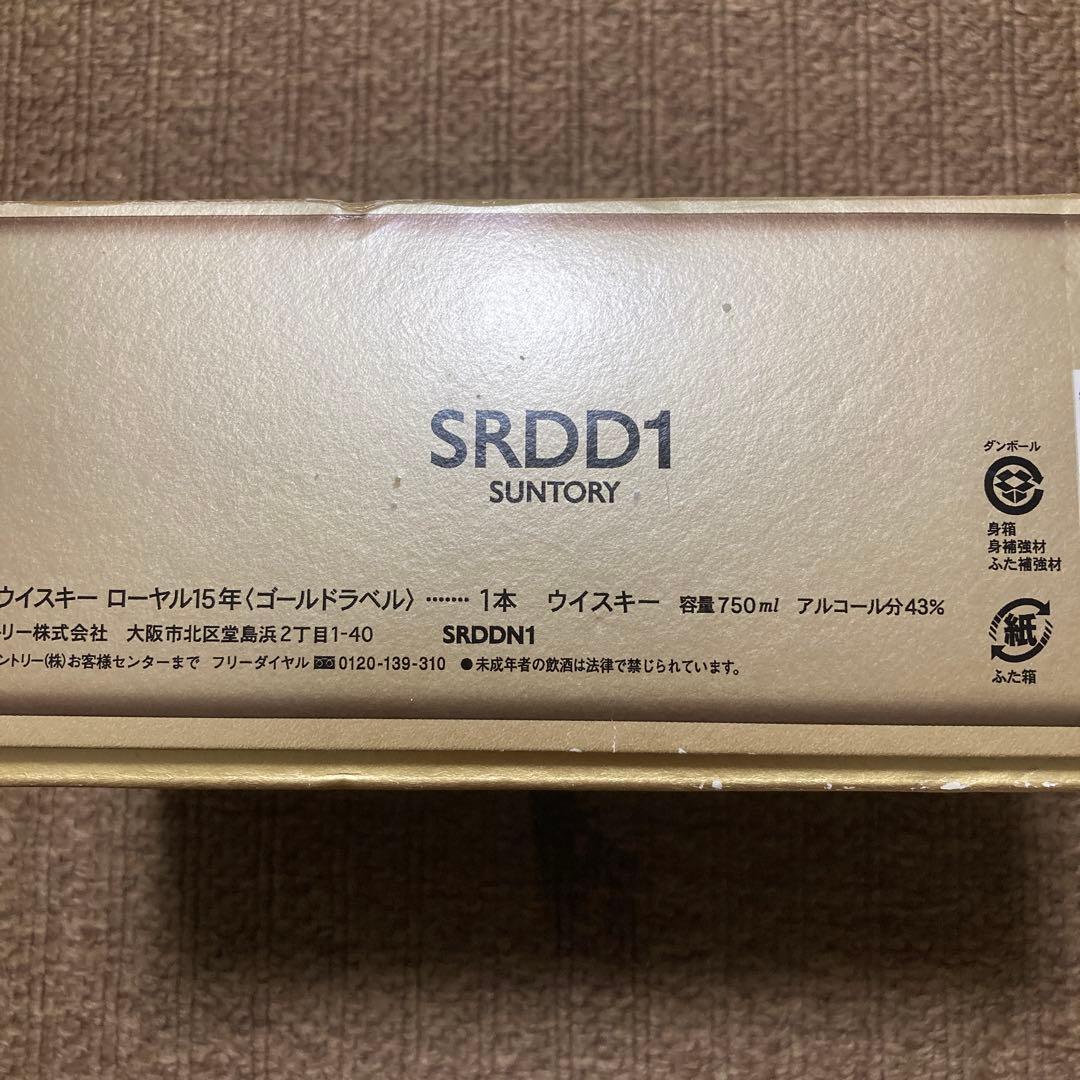 SRDD1
SUNTORY
ダンボール
身箱
身補強材
ふた補強材
ウイスキー ローヤル15年〈ゴールドラベル〉 ……… 1本 ウイスキー 容量750ml アルコール分43%
リー株式会社 大阪市北区堂島浜2丁目1-40 SRDDN1
ントリー(株)お客様センターまで フリーダイヤル 0120-139-310 ●未成年者の飲酒は法律で禁じられています。
紙
ふた箱